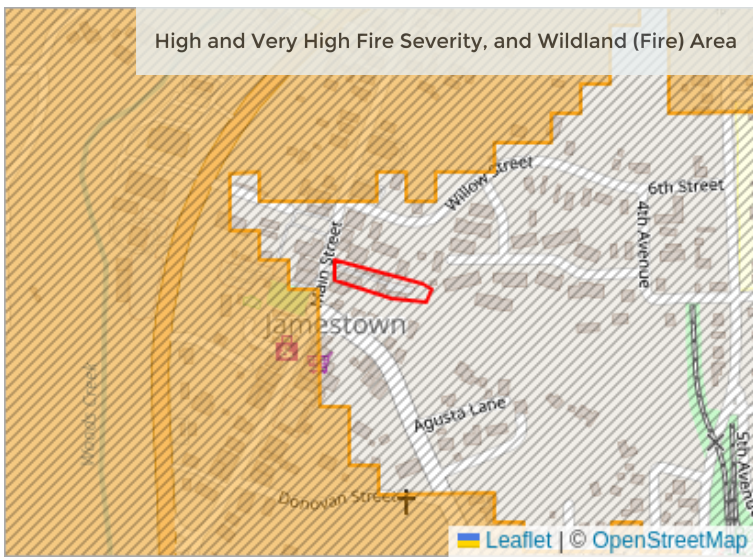 High and Very High Fire Severity, and Wildland (Fire) Area
Willow Street
6th Street
4th Avenue
Main Street
Jamestown
Woods Creek
Agusta Lane
5th Avenu
Donovan Street
Leaflet | © OpenStreetMap